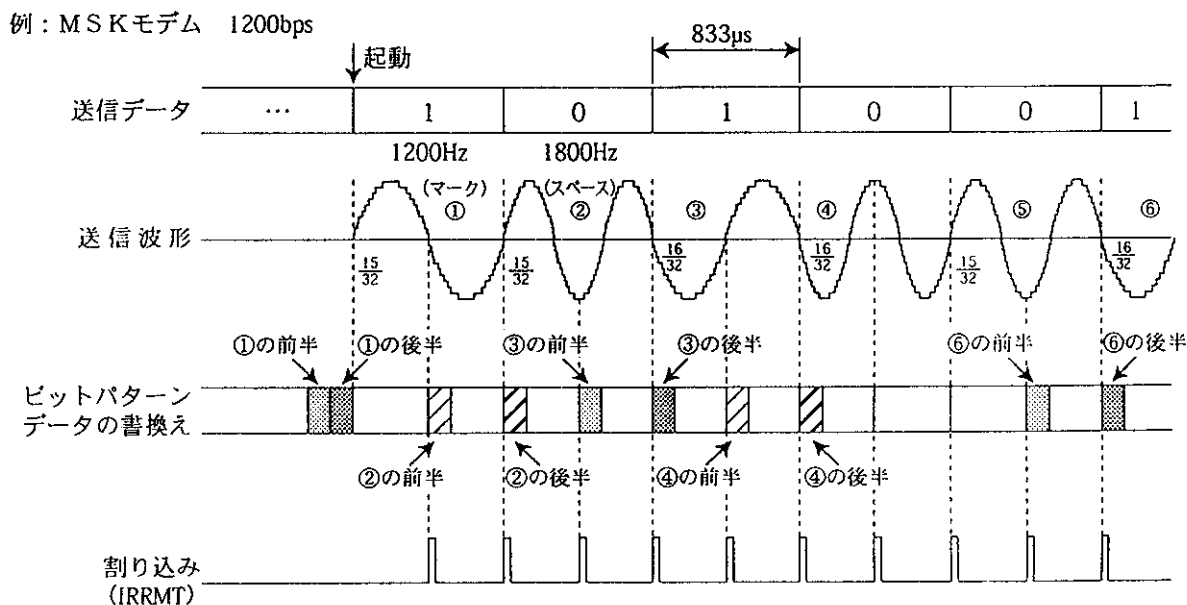 例：ＭＳＫモデム　1200bps
833μs
起動
送信データ … 1 0 1 0 0 1
1200Hz 1800Hz
(マーク) (スペース)
① ② ③ ④ ⑤ ⑥
送信波形
15/32 15/32 16/32 16/32 15/32 16/32
①の前半 ①の後半 ③の前半 ③の後半 ⑥の前半 ⑥の後半
ビットパターン
データの書換え
②の前半 ②の後半 ④の前半 ④の後半
割り込み
(IRRMT)